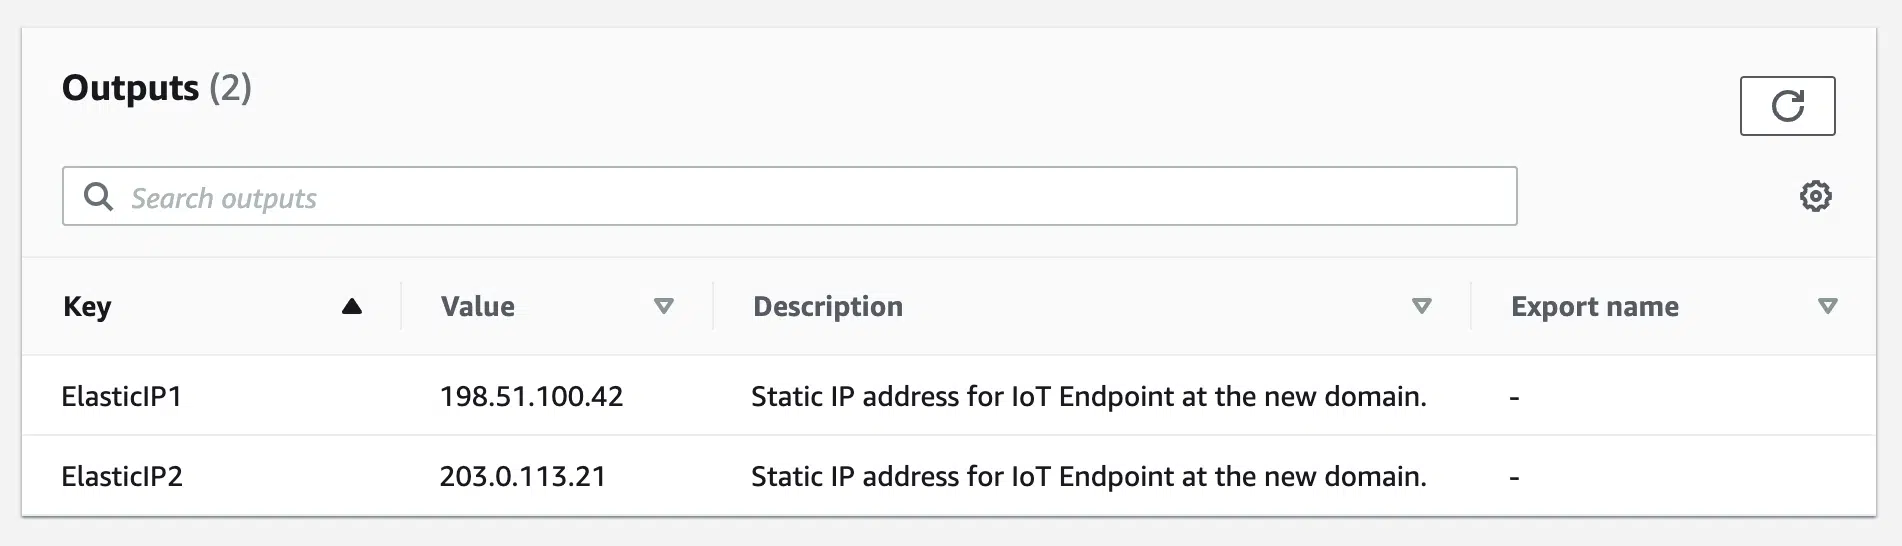 Outputs (2)
Search outputs
Key Value Description Export name
ElasticIP1 198.51.100.42 Static IP address for IoT Endpoint at the new domain. -
ElasticIP2 203.0.113.21 Static IP address for IoT Endpoint at the new domain. -